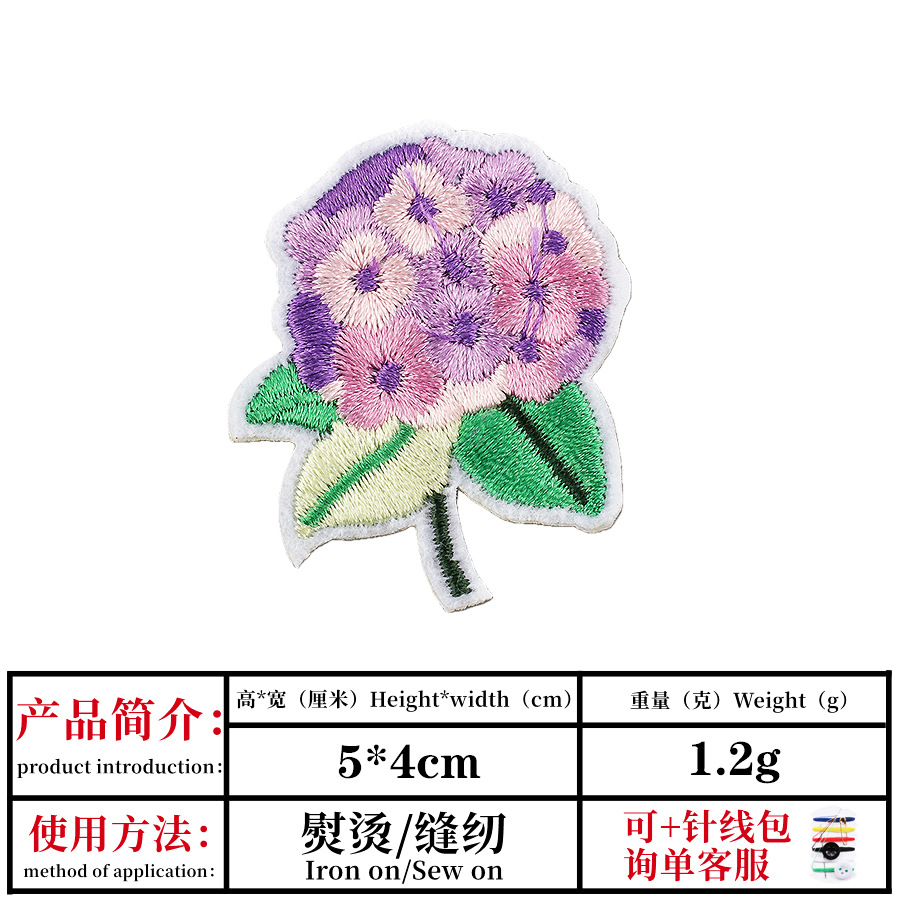 产品简介：
product introduction：
高*宽（厘米）Height*width（cm）
重量（克）Weight（g）
5*4cm
1.2g
使用方法：
method of application：
熨烫/缝纫
Iron on/Sew on
可+针线包
询单客服